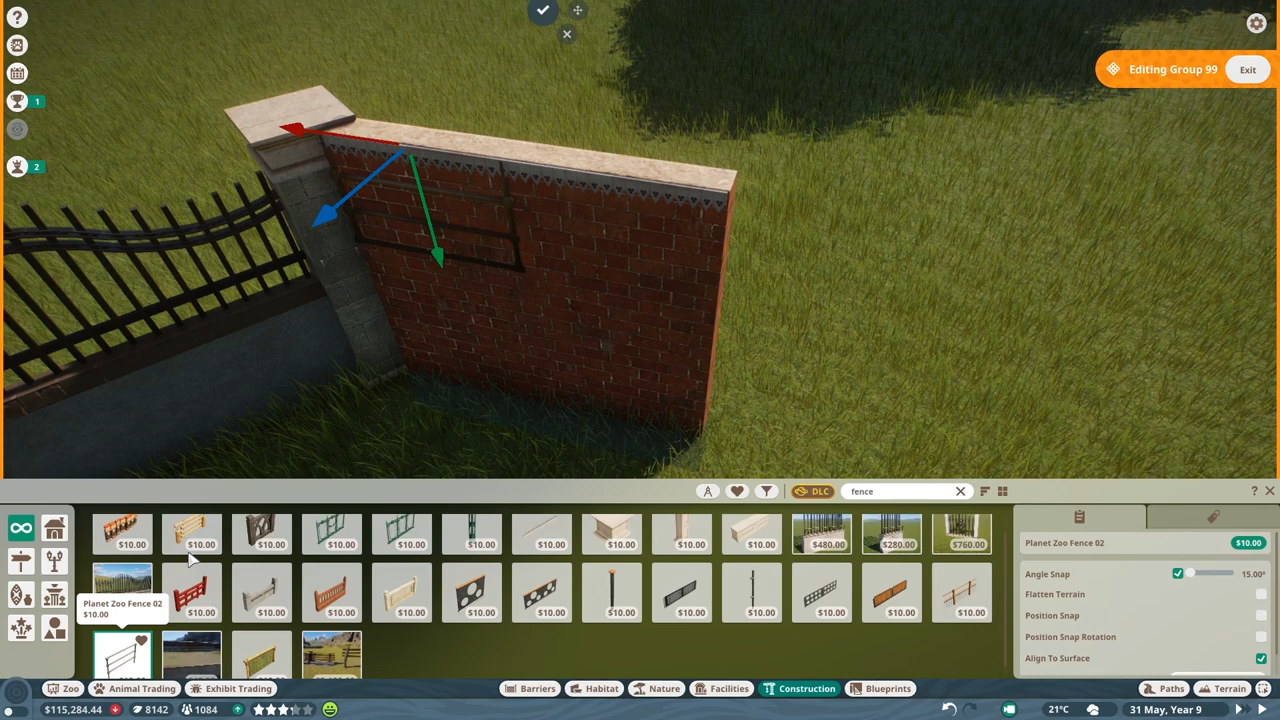 ?
1
2
Editing Group 99
Exit
DLC
fence
?
$10.00 $10.00 $10.00 $10.00 $10.00 $10.00 $10.00 $10.00 $10.00 $10.00 $480.00 $280.00 $760.00
Planet Zoo Fence 02
$10.00
$10.00 $10.00 $10.00 $10.00 $10.00 $10.00 $10.00 $10.00 $10.00 $10.00 $10.00 $10.00
Planet Zoo Fence 02 $10.00
Angle Snap 15.00°
Flatten Terrain
Position Snap
Position Snap Rotation
Align To Surface
Zoo Animal Trading Exhibit Trading Barriers Habitat Nature Facilities Construction Blueprints Paths Terrain
$115,284.44 8142 1084 21°C 31 May, Year 9